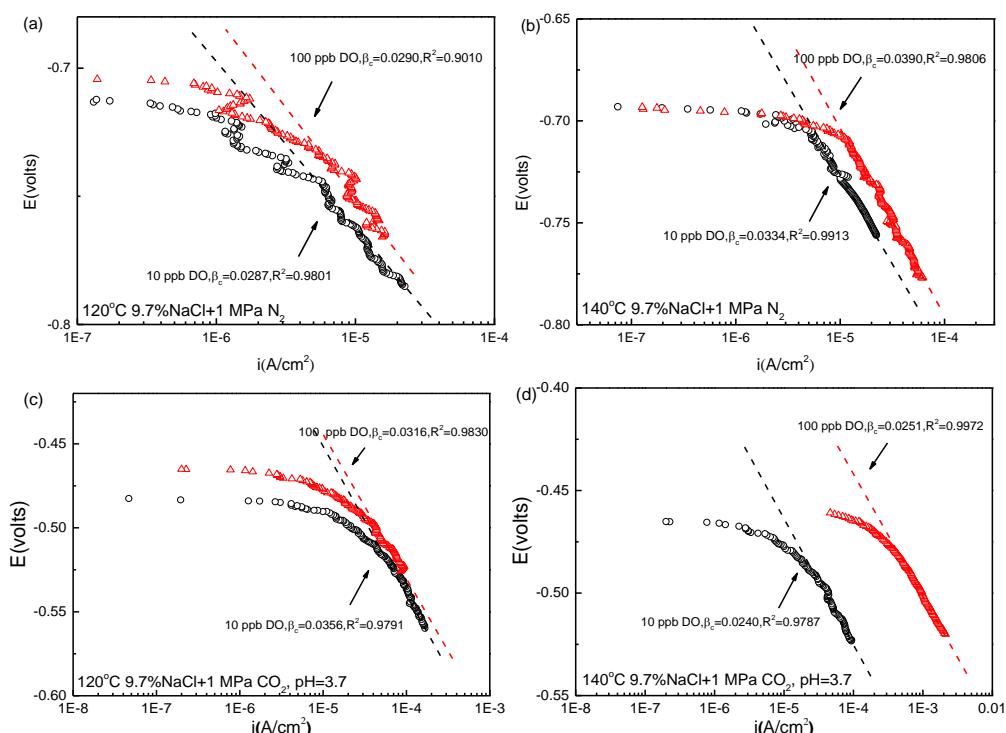 (a)
100 ppb DO,βc=0.0290,R²=0.9010
-0.7
E(volts)
10 ppb DO,βc=0.0287,R²=0.9801
-0.8
120°C 9.7%NaCl+1 MPa N₂
1E-7 1E-6 1E-5 1E-4
i(A/cm²)
(b)
-0.65
100 ppb DO,βc=0.0390,R²=0.9806
-0.70
E(volts)
-0.75
10 ppb DO,βc=0.0334,R²=0.9913
-0.80
140°C 9.7%NaCl+1 MPa N₂
1E-7 1E-6 1E-5 1E-4
i(A/cm²)
(c)
100 ppb DO,βc=0.0316,R²=0.9830
-0.45
-0.50
E(volts)
-0.55
10 ppb DO,βc=0.0356,R²=0.9791
-0.60
120°C 9.7%NaCl+1 MPa CO₂, pH=3.7
1E-8 1E-7 1E-6 1E-5 1E-4 1E-3
i(A/cm²)
(d)
-0.40
100 ppb DO,βc=0.0251,R²=0.9972
-0.45
E(volts)
-0.50
10 ppb DO,βc=0.0240,R²=0.9787
-0.55
140°C 9.7%NaCl+1 MPa CO₂, pH=3.7
1E-8 1E-7 1E-6 1E-5 1E-4 1E-3 0.01
i(A/cm²)